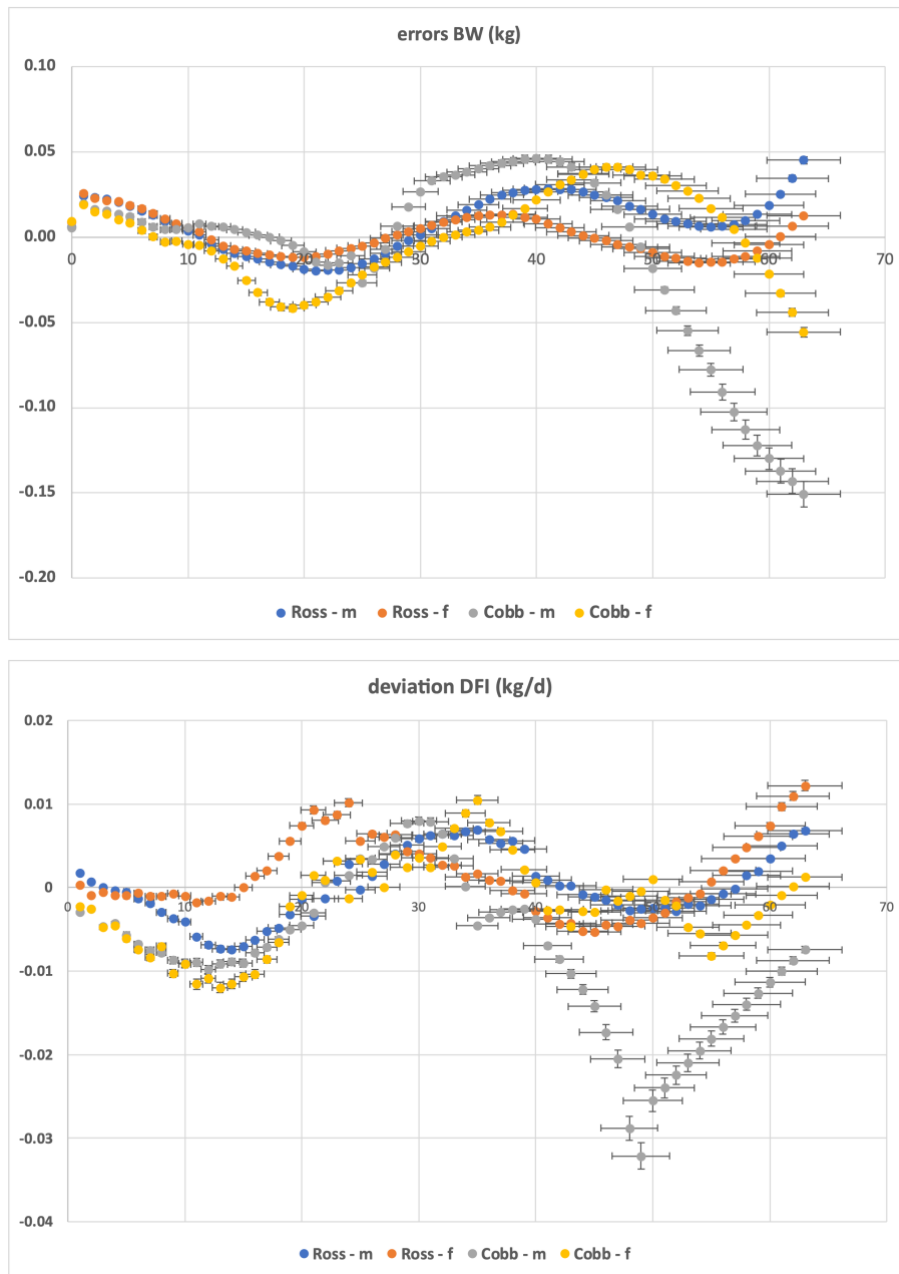 errors BW (kg)
0.10
0.05
0.00
0 10 20 30 40 50 60 70
-0.05
-0.10
-0.15
-0.20
Ross - m Ross - f Cobb - m Cobb - f
deviation DFI (kg/d)
0.02
0.01
0
0 10 20 30 40 50 60 70
-0.01
-0.02
-0.03
-0.04
Ross - m Ross - f Cobb - m Cobb - f